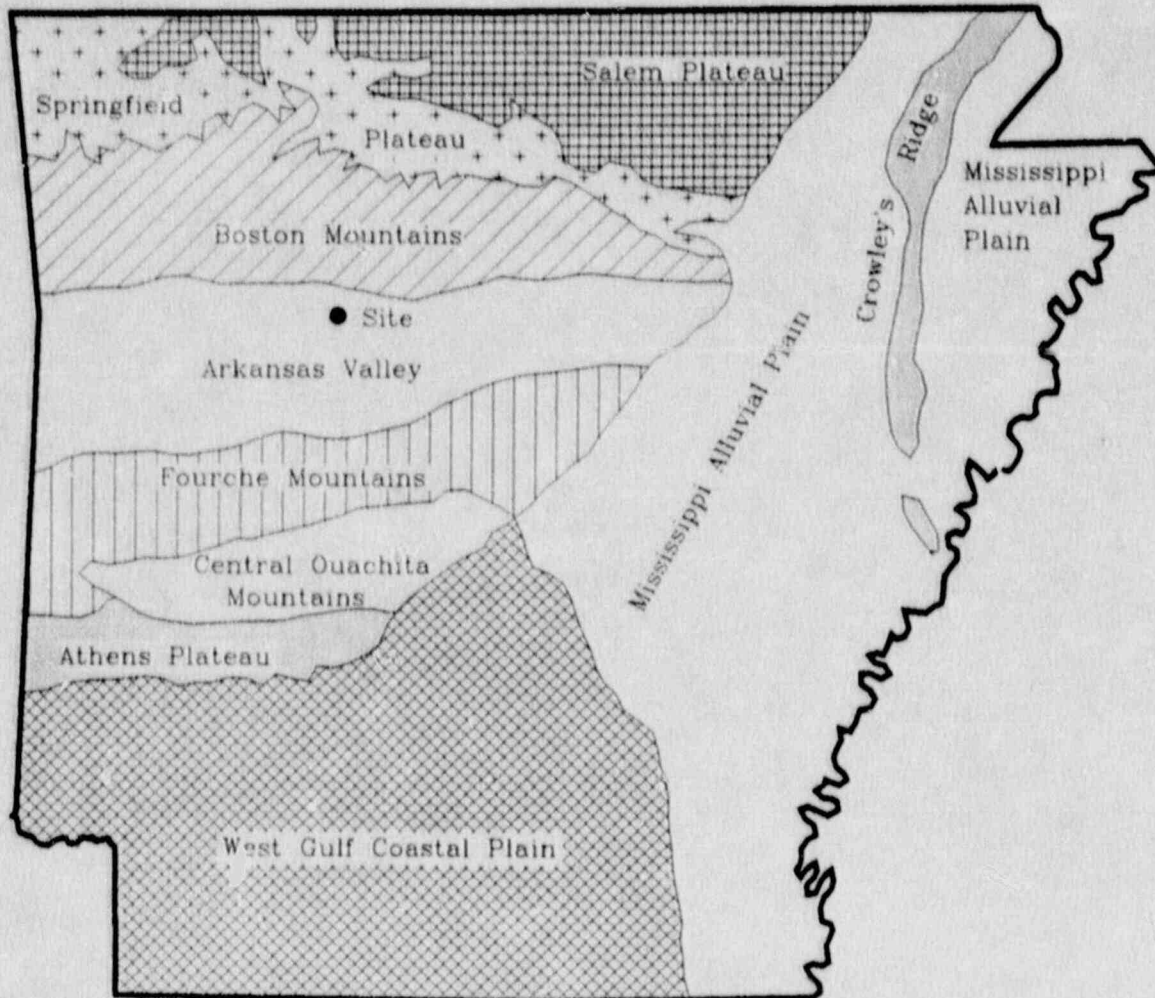 Salem Plateau
Springfield
Plateau
Ridge
Mississippi
Alluvial
Plain
Boston Mountains
Crowley's
Site
Arkansas Valley
Mississippi Alluvial Plain
Fourche Mountains
Central Ouachita
Mountains
Athens Plateau
West Gulf Coastal Plain